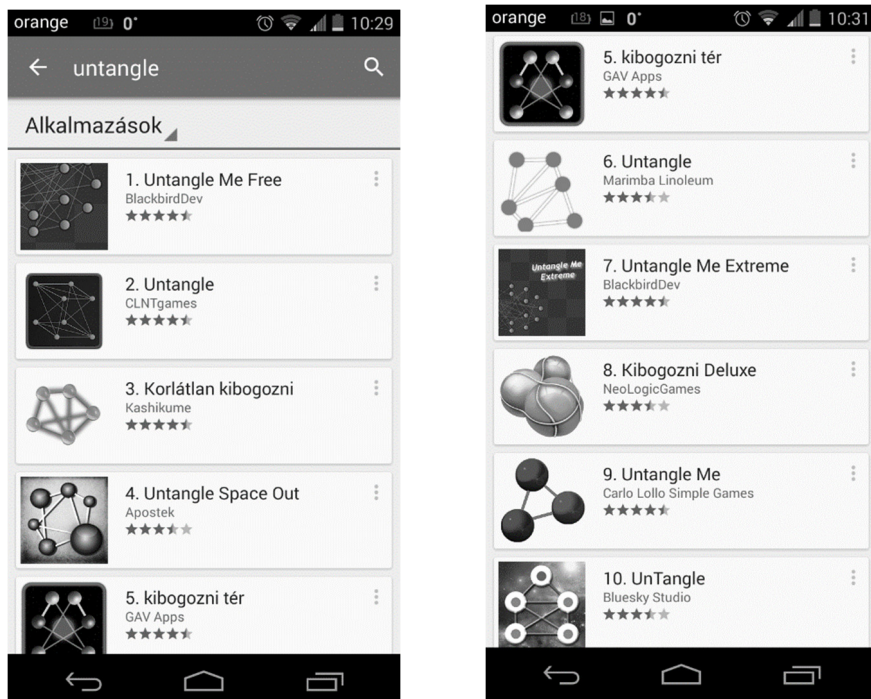 orange 19 0° 10:29
untangle
Alkalmazások
1. Untangle Me Free
BlackbirdDev
2. Untangle
CLNTgames
3. Korlátlan kibogozni
Kashikume
4. Untangle Space Out
Apostek
5. kibogozni tér
GAV Apps
orange 18 0° 10:31
5. kibogozni tér
GAV Apps
6. Untangle
Marimba Linoleum
Untangle Me
Extreme
7. Untangle Me Extreme
BlackbirdDev
8. Kibogozni Deluxe
NeoLogicGames
9. Untangle Me
Carlo Lollo Simple Games
10. UnTangle
Bluesky Studio